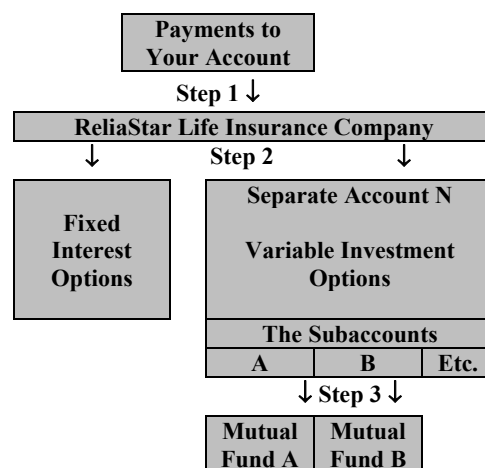 Payments to
Your Account
Step 1 ↓
ReliaStar Life Insurance Company
↓ Step 2 ↓
Fixed
Interest
Options
Separate Account N
Variable Investment
Options
The Subaccounts
A B Etc.
↓ Step 3 ↓
Mutual Mutual
Fund A Fund B